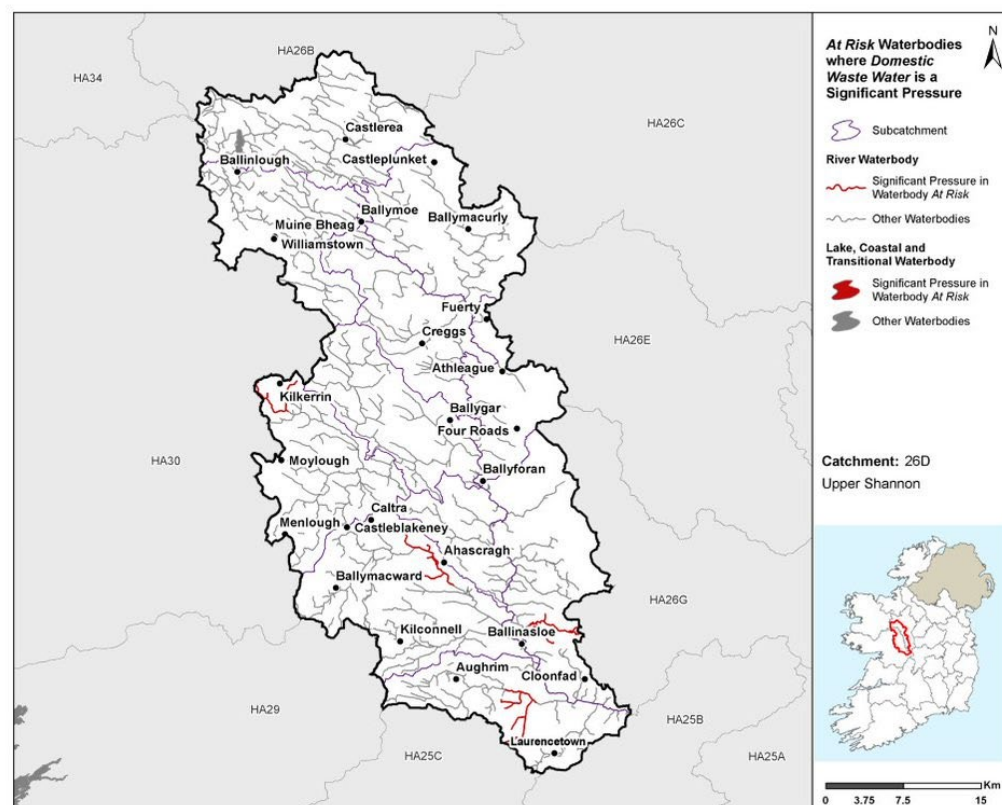 HA26B
HA34
HA26C
Castlerea
Castleplunket
Ballinlough
Ballymoe
Ballymacurly
Muine Bheag
Williamstown
Fuerty
Creggs
HA26E
Athleague
Kilkerrin
Ballygar
Four Roads
HA30
Moylough
Ballyforan
Caltra
Menlough
Castleblakeney
Ahascragh
Ballymacward
HA26G
Kilconnell
Ballinasloe
Aughrim
Cloonfad
HA29
HA25B
Laurencetown
HA25C
HA25A
N
At Risk Waterbodies
where Domestic
Waste Water is a
Significant Pressure
Subcatchment
River Waterbody
Significant Pressure in
Waterbody At Risk
Other Waterbodies
Lake, Coastal and
Transitional Waterbody
Significant Pressure in
Waterbody At Risk
Other Waterbodies
Catchment: 26D
Upper Shannon
Km
0 3.75 7.5 15